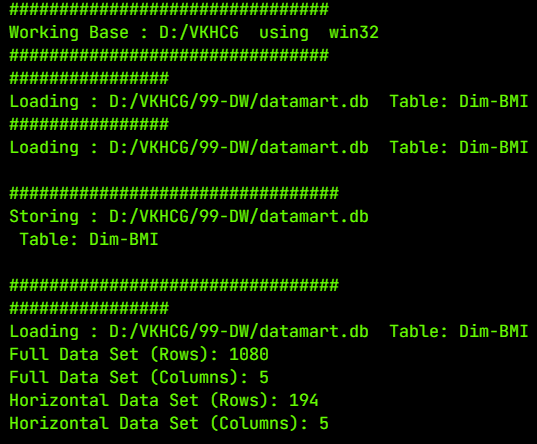 ################################
Working Base : D:/VKHCG  using  win32
################################
################
Loading : D:/VKHCG/99-DW/datamart.db  Table: Dim-BMI
################
Loading : D:/VKHCG/99-DW/datamart.db  Table: Dim-BMI

#################################
Storing : D:/VKHCG/99-DW/datamart.db
 Table: Dim-BMI

#################################
################
Loading : D:/VKHCG/99-DW/datamart.db  Table: Dim-BMI
Full Data Set (Rows): 1080
Full Data Set (Columns): 5
Horizontal Data Set (Rows): 194
Horizontal Data Set (Columns): 5